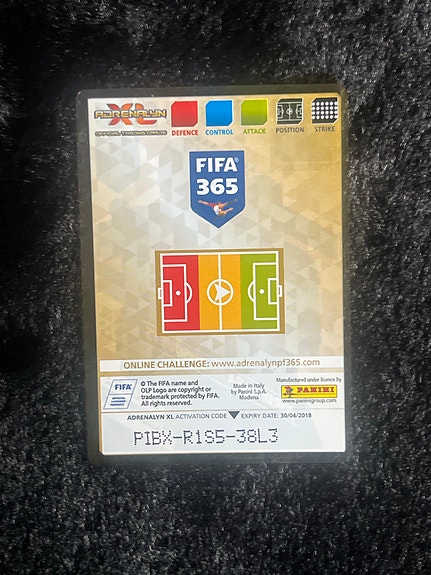 ADRENALYN
XL
OFFICIAL TRADING CARDS
DEFENCE CONTROL ATTACK POSITION STRIKE
FIFA®
365
ONLINE CHALLENGE: www.adrenalynpf365.com
FIFA®
© The FIFA name and
OLP Logo are copyright or
trademark protected by FIFA.
All rights reserved.
Made in Italy
by Panini S.p.A.
Modena
Manufactured under licence by
PANINI
www.paninigroup.com
ADRENALYN XL ACTIVATION CODE EXPIRY DATE: 30/04/2018
PIBX-R1S5-38L3